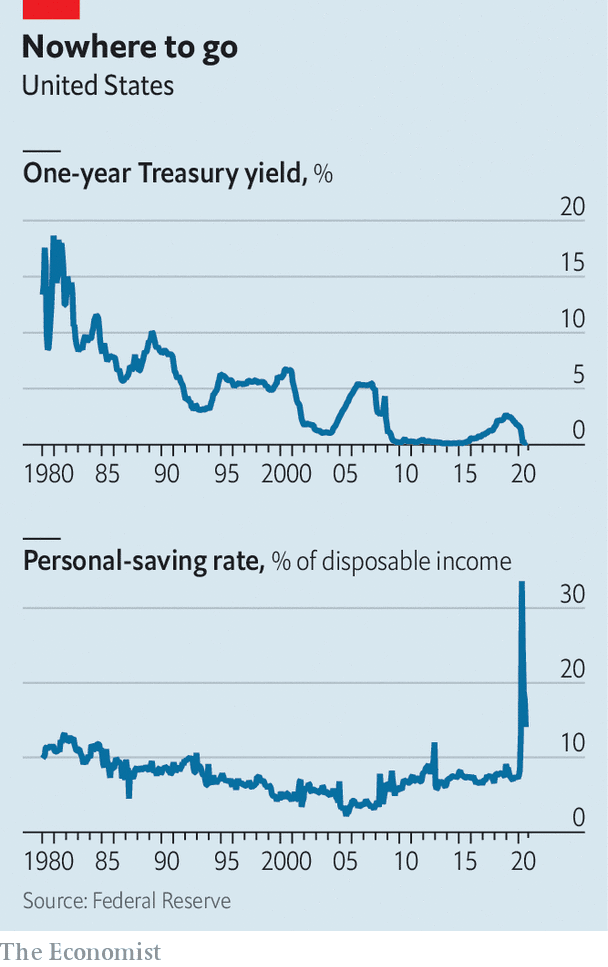 Nowhere to go
United States
One-year Treasury yield, %
20
15
10
5
0
1980 85 90 95 2000 05 10 15 20
Personal-saving rate, % of disposable income
30
20
10
0
1980 85 90 95 2000 05 10 15 20
Source: Federal Reserve
The Economist